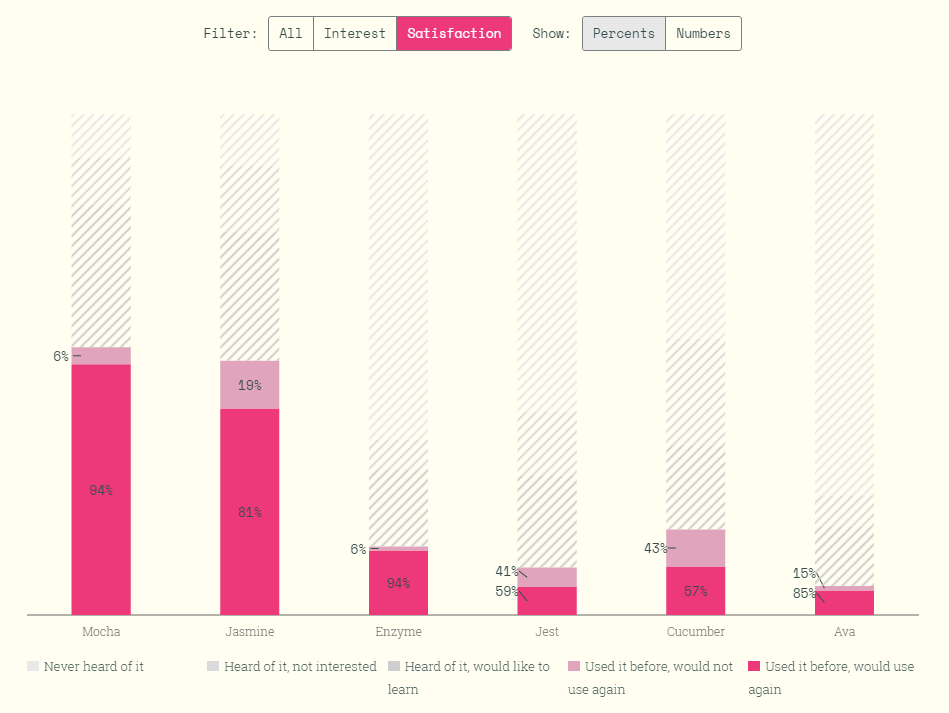 Filter: All Interest Satisfaction Show: Percents Numbers
6%
19%
94%
81%
6%
94%
41%
59%
43%
57%
15%
85%
Mocha Jasmine Enzyme Jest Cucumber Ava
Never heard of it
Heard of it, not interested
Heard of it, would like to
learn
Used it before, would not
use again
Used it before, would use
again